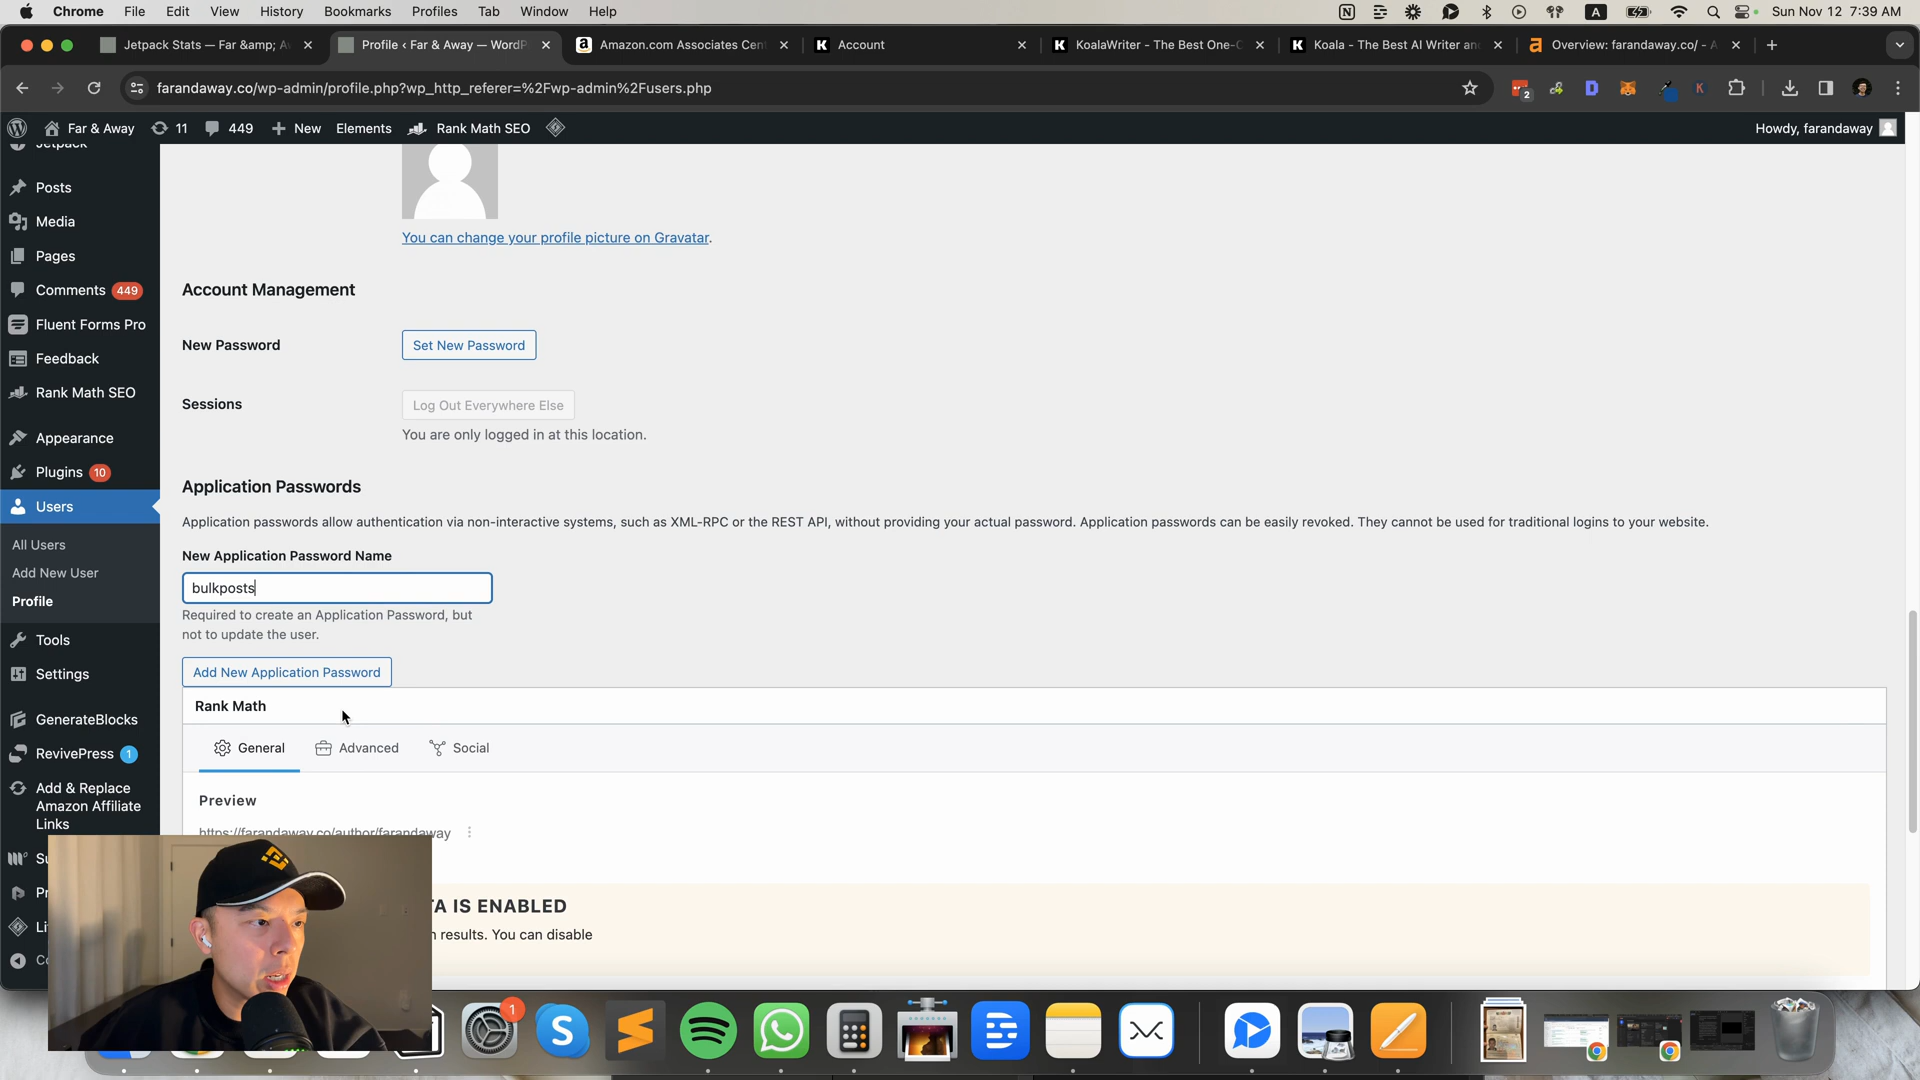 Chrome File Edit View History Bookmarks Profiles Tab Window Help Sun Nov 12 7:39 AM
Jetpack Stats — Far &amp; A Profile ‹ Far & Away — WordP Amazon.com Associates Cen Account KoalaWriter - The Best One-C Koala - The Best AI Writer an Overview: farandaway.co/ - A
farandaway.co/wp-admin/profile.php?wp_http_referer=%2Fwp-admin%2Fusers.php 2
Far & Away 11 449 New Elements Rank Math SEO Howdy, farandaway
Jetpack
Posts
Media
Pages
Comments 449
Fluent Forms Pro
Feedback
Rank Math SEO
Appearance
Plugins 10
Users
All Users
Add New User
Profile
Tools
Settings
GenerateBlocks
RevivePress 1
Add & Replace
Amazon Affiliate
Links
You can change your profile picture on Gravatar.
Account Management
New Password Set New Password
Sessions Log Out Everywhere Else
You are only logged in at this location.
Application Passwords
Application passwords allow authentication via non-interactive systems, such as XML-RPC or the REST API, without providing your actual password. Application passwords can be easily revoked. They cannot be used for traditional logins to your website.
New Application Password Name
bulkposts
Required to create an Application Password, but
not to update the user.
Add New Application Password
Rank Math
General Advanced Social
Preview
https://farandaway.co/author/farandaway
TA IS ENABLED
results. You can disable
1